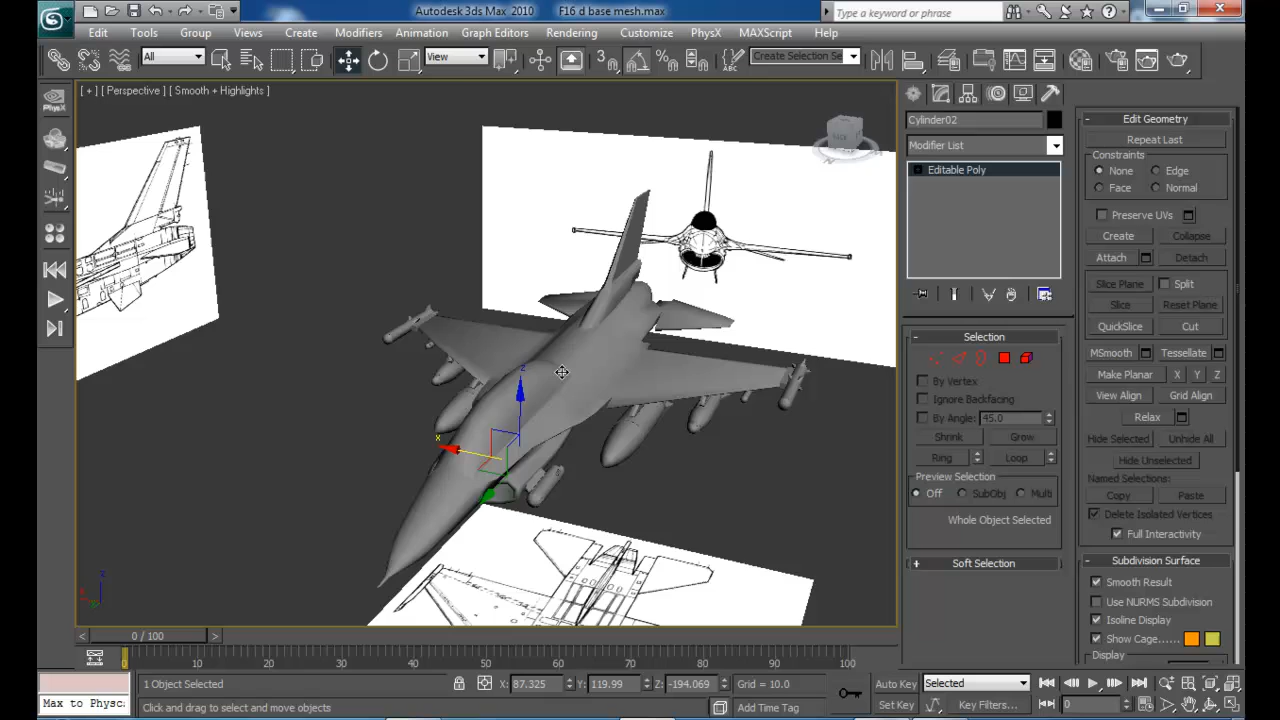 Autodesk 3ds Max 2010 F16 d base mesh.max
Type a keyword or phrase
Edit Tools Group Views Create Modifiers Animation Graph Editors Rendering Customize PhysX MAXScript Help
All
View
3
Create Selection Se
[ + ] [ Perspective ] [ Smooth + Highlights ]
PhysX
BACK
z
x
Cylinder02
Modifier List
Editable Poly
- Selection
By Vertex
Ignore Backfacing
By Angle: 45.0
Shrink Grow
Ring Loop
Preview Selection
Off SubObj Multi
Whole Object Selected
+ Soft Selection
- Edit Geometry
Repeat Last
Constraints
None Edge
Face Normal
Preserve UVs
Create Collapse
Attach Detach
Slice Plane Split
Slice Reset Plane
QuickSlice Cut
MSmooth Tessellate
Make Planar X Y Z
View Align Grid Align
Relax
Hide Selected Unhide All
Hide Unselected
Named Selections:
Copy Paste
Delete Isolated Vertices
Full Interactivity
- Subdivision Surface
Smooth Result
Use NURMS Subdivision
Isoline Display
Show Cage......
Display
< 0 / 100 >
0 10 20 30 40 50 60 70 80 90 100
1 Object Selected X: 87.325 Y: 119.99 Z: -194.069 Grid = 10.0 Auto Key Selected
Max to Physc: Click and drag to select and move objects Add Time Tag Set Key Key Filters... 0